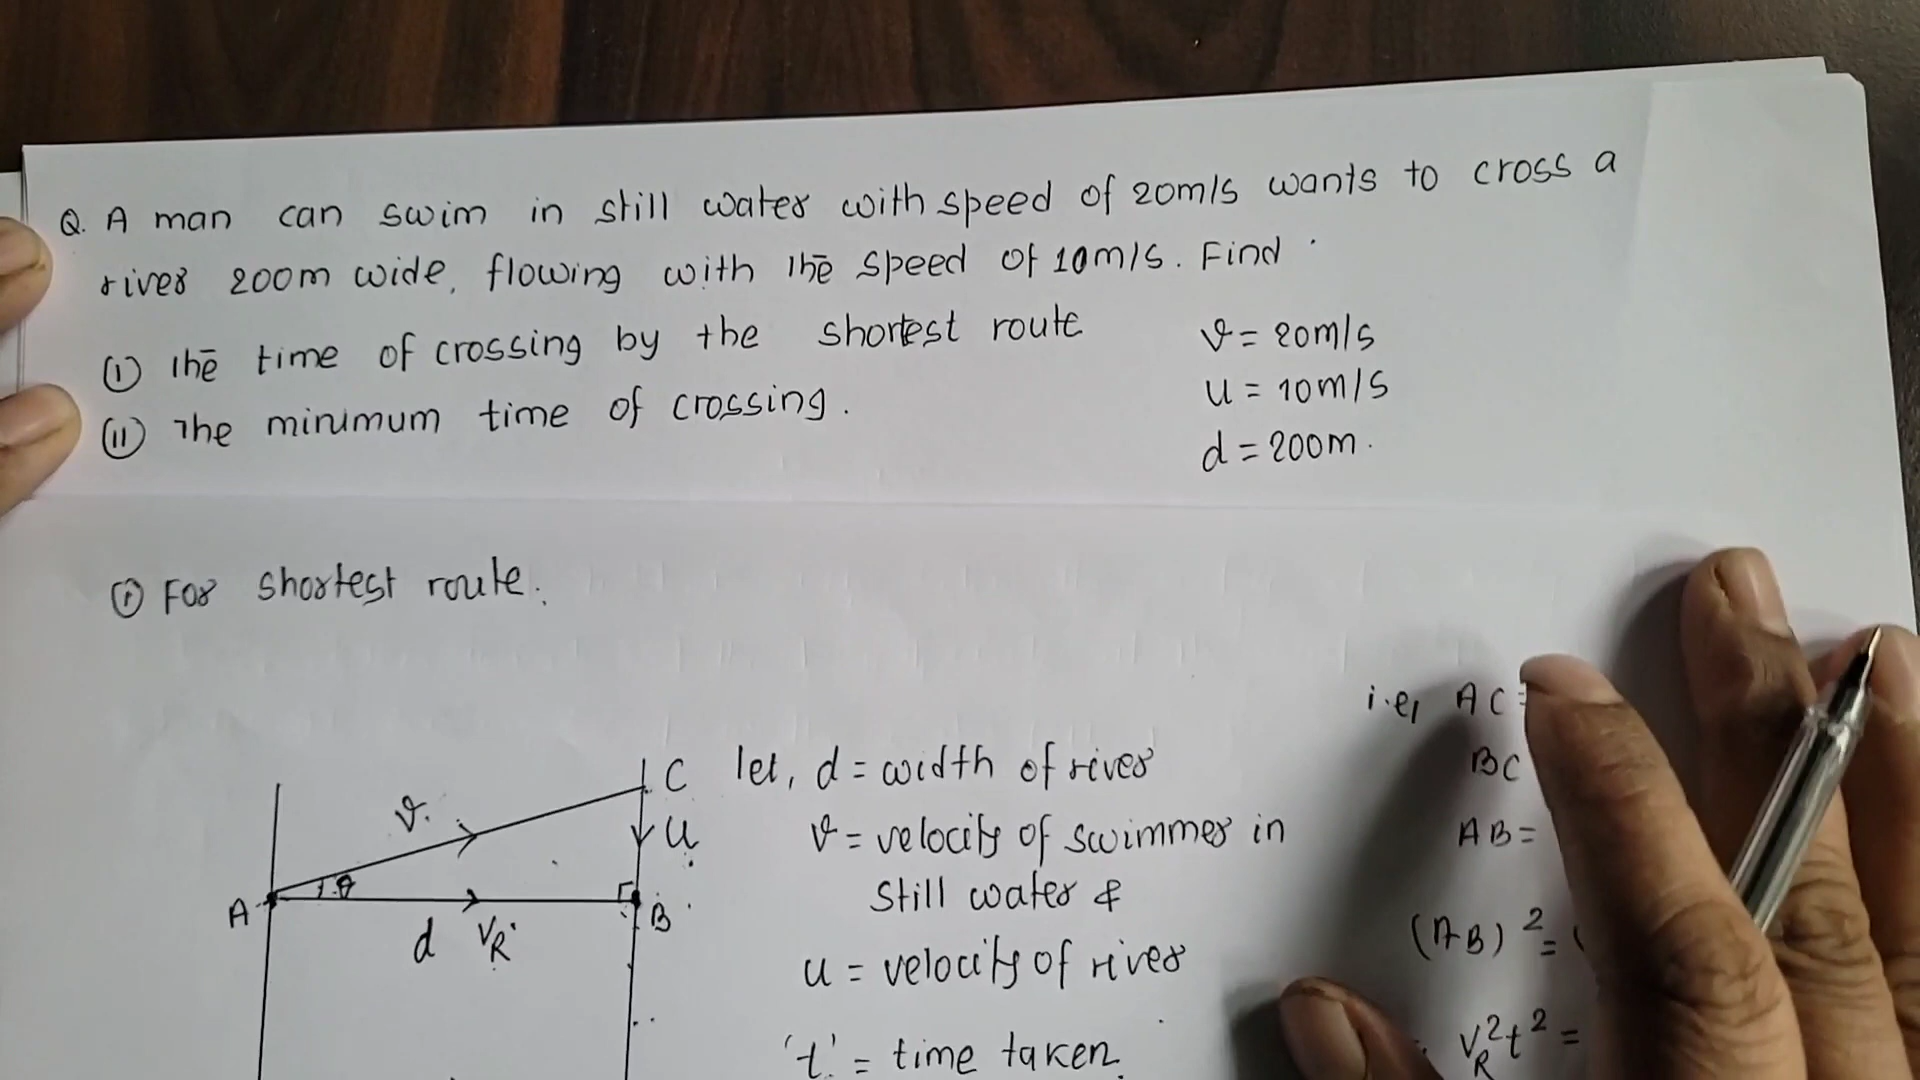 Q. A man can swim in still water with speed of 20m/s wants to cross a
river 200m wide, flowing with the speed of 10m/s. Find
(i) The time of crossing by the shortest route
(ii) The minimum time of crossing.
v = 20m/s
u = 10m/s
d = 200m.
(i) For shortest route.
i.e, AC =
BC
AB =
(AB)² = (
V_R²t² =
C
v
u
θ
A
B
d V_R
let, d = width of river
v = velocity of swimmer in
still water &
u = velocity of river
't' = time taken